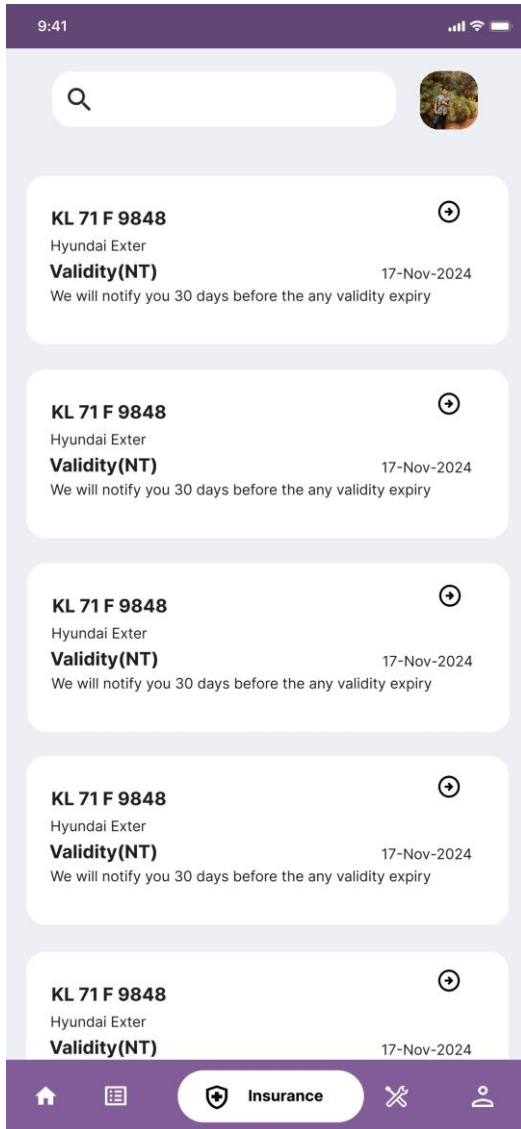 9:41
KL 71 F 9848
Hyundai Exter
Validity(NT) 17-Nov-2024
We will notify you 30 days before the any validity expiry
KL 71 F 9848
Hyundai Exter
Validity(NT) 17-Nov-2024
We will notify you 30 days before the any validity expiry
KL 71 F 9848
Hyundai Exter
Validity(NT) 17-Nov-2024
We will notify you 30 days before the any validity expiry
KL 71 F 9848
Hyundai Exter
Validity(NT) 17-Nov-2024
We will notify you 30 days before the any validity expiry
KL 71 F 9848
Hyundai Exter
Validity(NT) 17-Nov-2024
Insurance